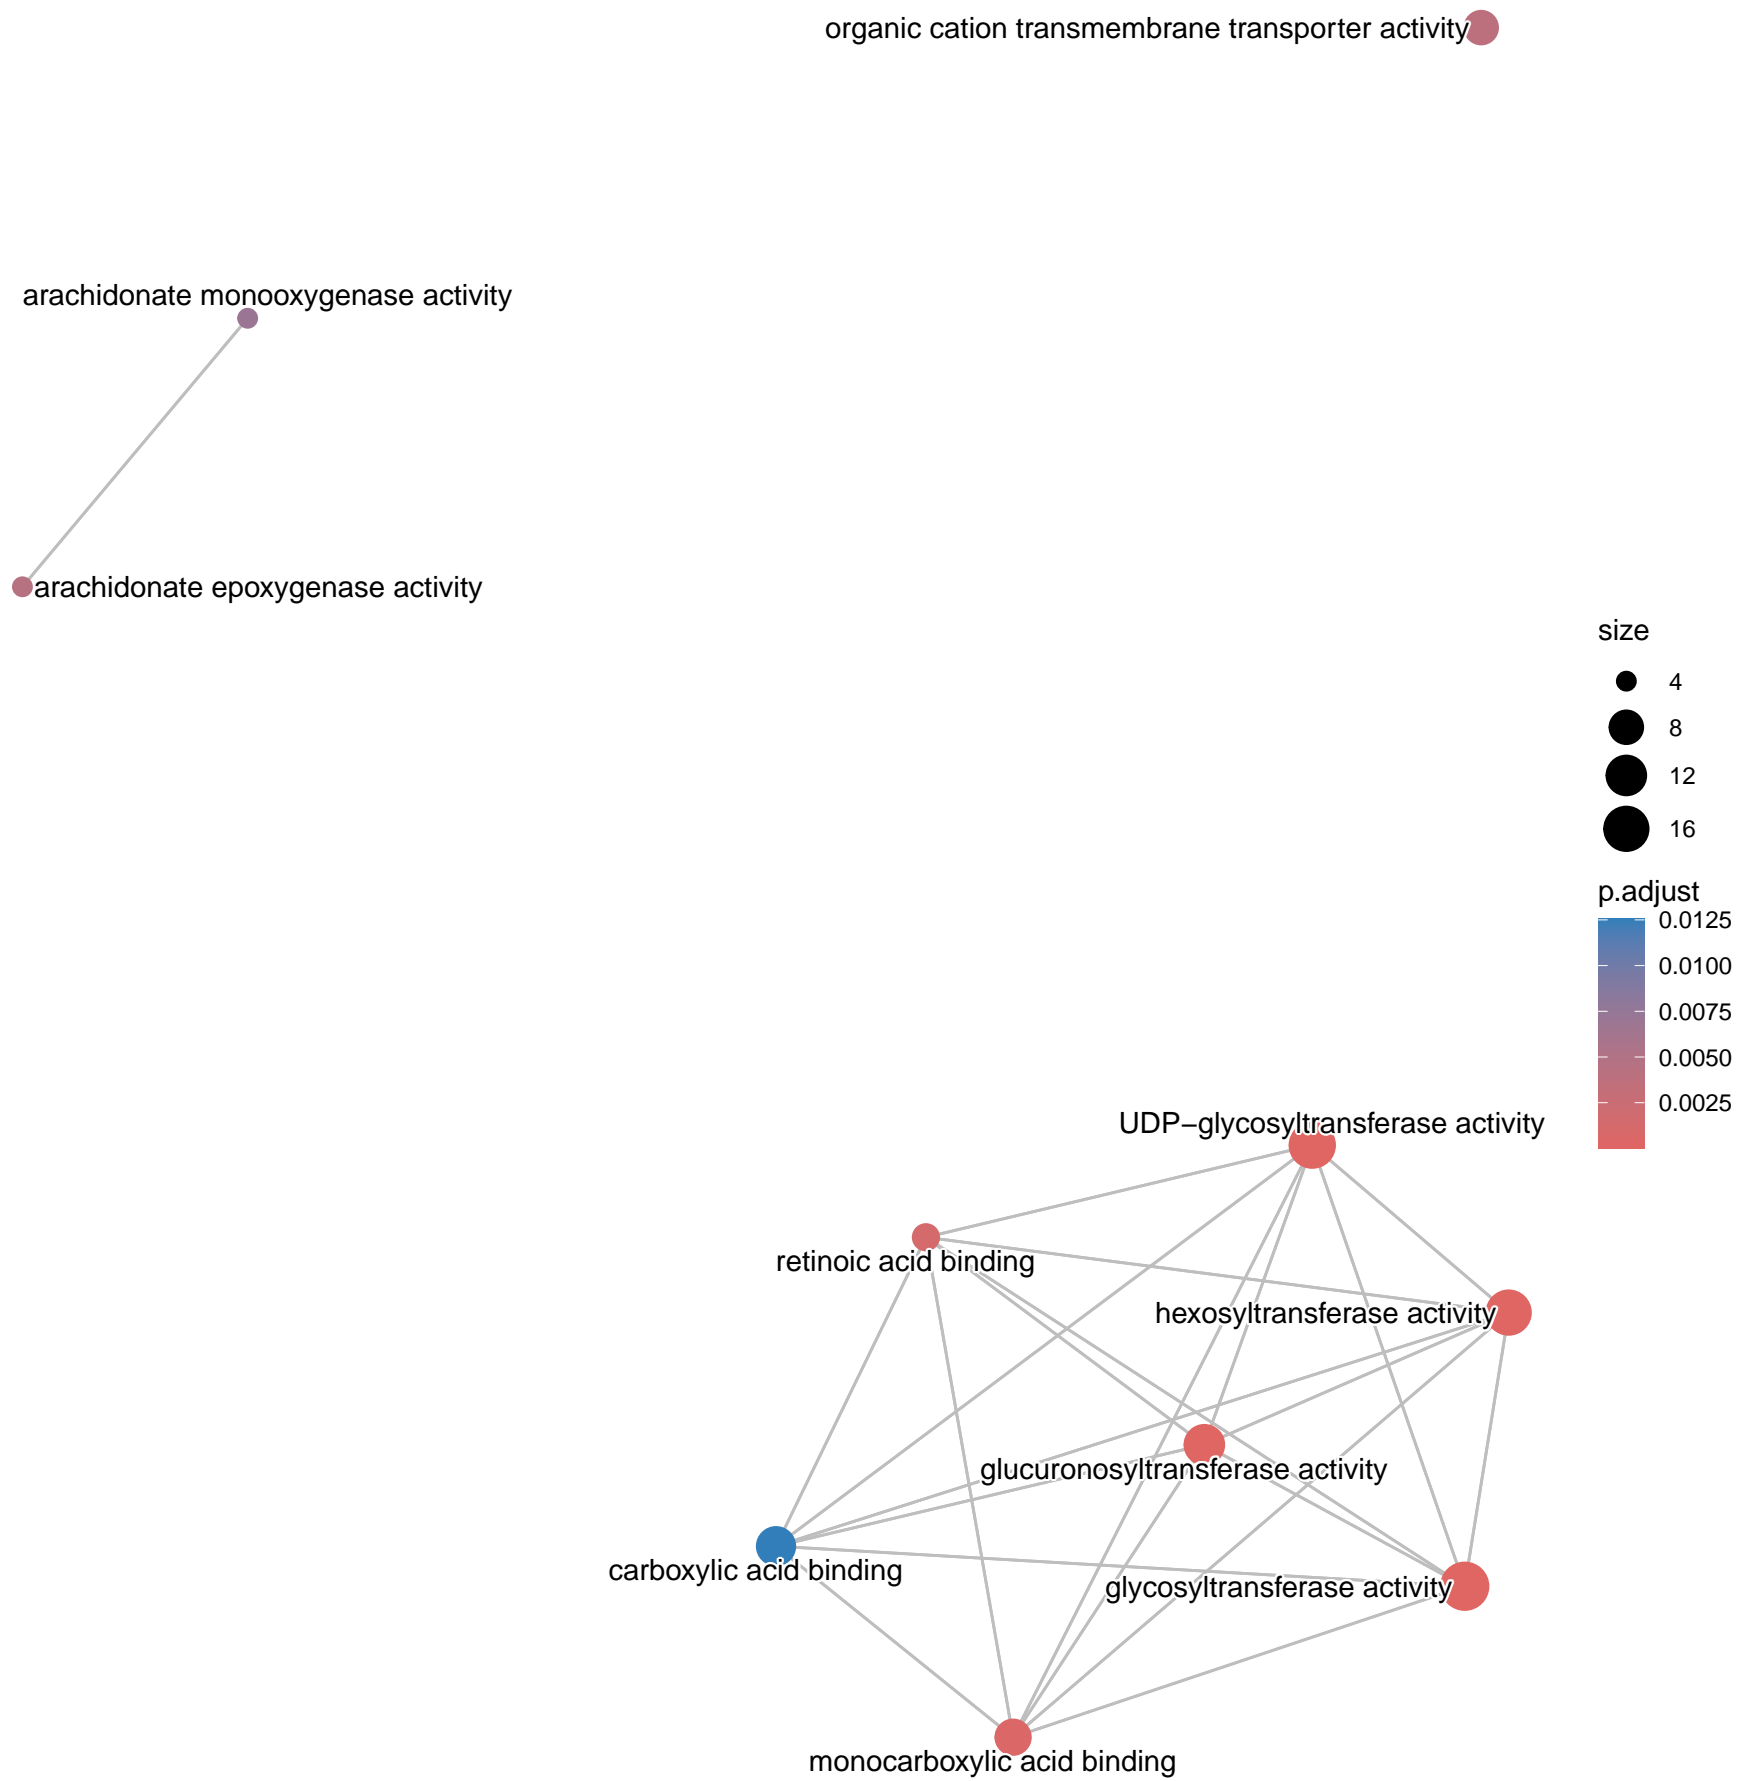 organic cation transmembrane transporter activity
arachidonate monooxygenase activity
arachidonate epoxygenase activity
size
4
8
12
16
p.adjust
0.0125
0.0100
0.0075
0.0050
0.0025
UDP−glycosyltransferase activity
retinoic acid binding
hexosyltransferase activity
glucuronosyltransferase activity
carboxylic acid binding
glycosyltransferase activity
monocarboxylic acid binding